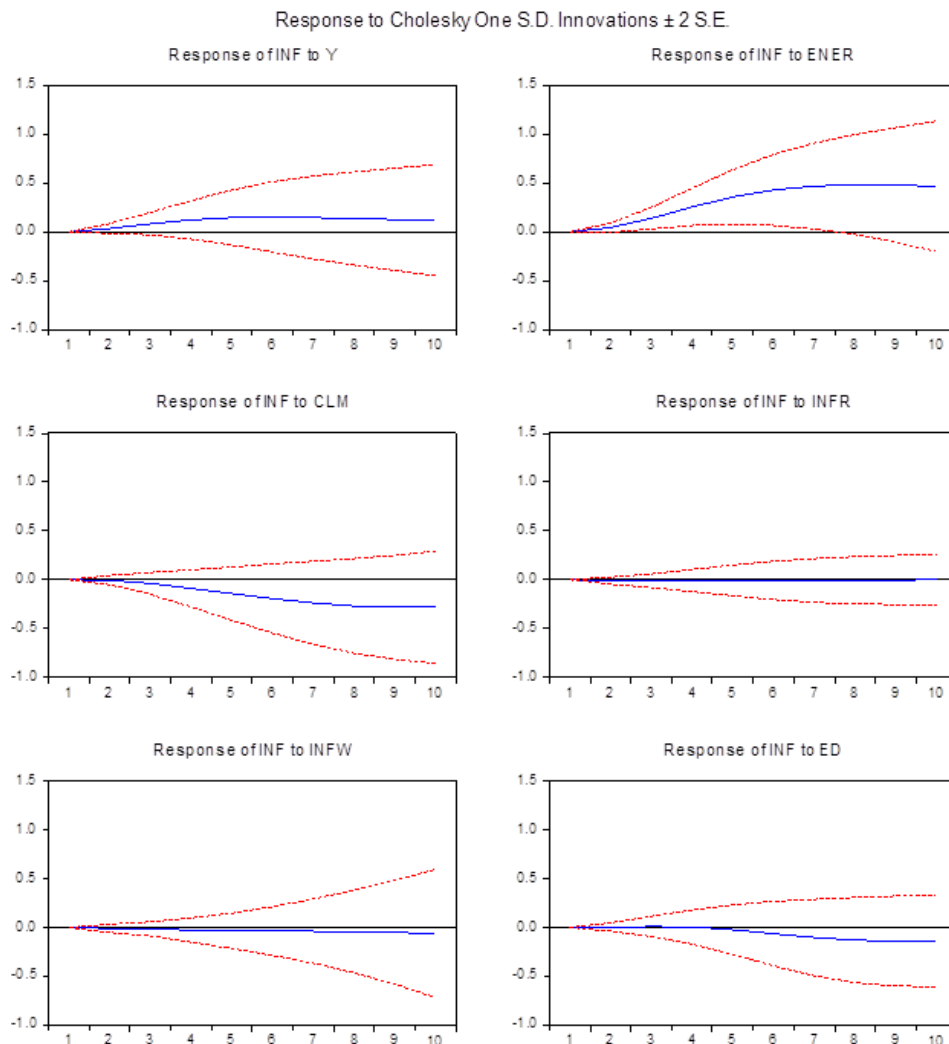 Response to Cholesky One S.D. Innovations ± 2 S.E.
Response of INF to Y
1.5
1.0
0.5
0.0
-0.5
-1.0
1 2 3 4 5 6 7 8 9 10
Response of INF to ENER
1.5
1.0
0.5
0.0
-0.5
-1.0
1 2 3 4 5 6 7 8 9 10
Response of INF to CLM
1.5
1.0
0.5
0.0
-0.5
-1.0
1 2 3 4 5 6 7 8 9 10
Response of INF to INFR
1.5
1.0
0.5
0.0
-0.5
-1.0
1 2 3 4 5 6 7 8 9 10
Response of INF to INFW
1.5
1.0
0.5
0.0
-0.5
-1.0
1 2 3 4 5 6 7 8 9 10
Response of INF to ED
1.5
1.0
0.5
0.0
-0.5
-1.0
1 2 3 4 5 6 7 8 9 10